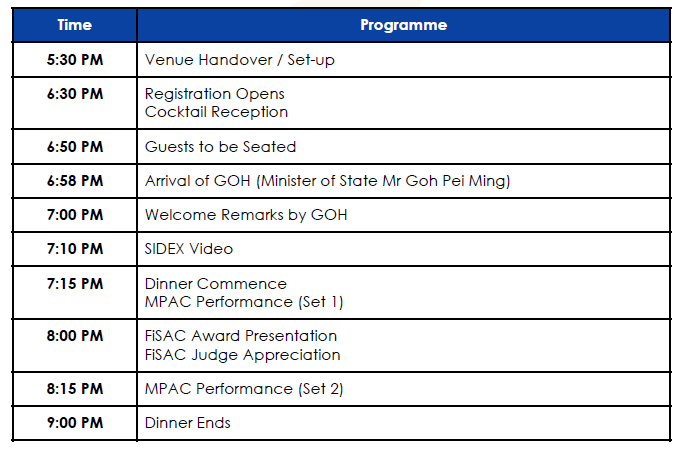 Time Programme
5:30 PM Venue Handover / Set-up
6:30 PM Registration Opens
Cocktail Reception
6:50 PM Guests to be Seated
6:58 PM Arrival of GOH (Minister of State Mr Goh Pei Ming)
7:00 PM Welcome Remarks by GOH
7:10 PM SIDEX Video
7:15 PM Dinner Commence
MPAC Performance (Set 1)
8:00 PM FiSAC Award Presentation
FiSAC Judge Appreciation
8:15 PM MPAC Performance (Set 2)
9:00 PM Dinner Ends